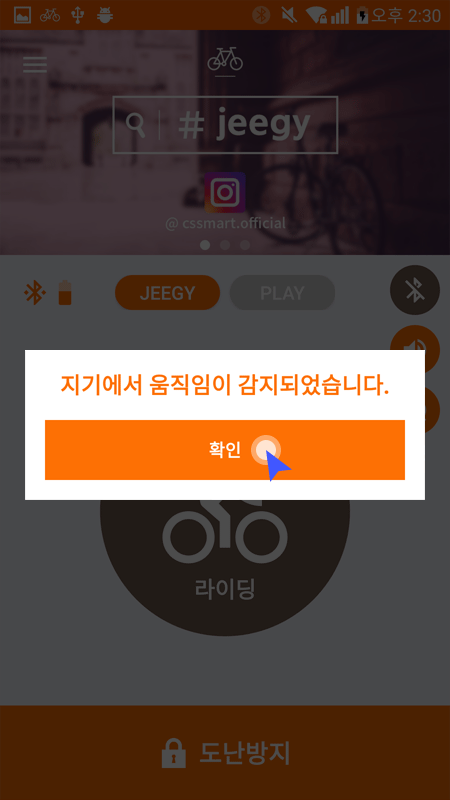 오후 2:30
# jeegy
@ cssmart.official
JEEGY
PLAY
지기에서 움직임이 감지되었습니다.
확인
라이딩
도난방지